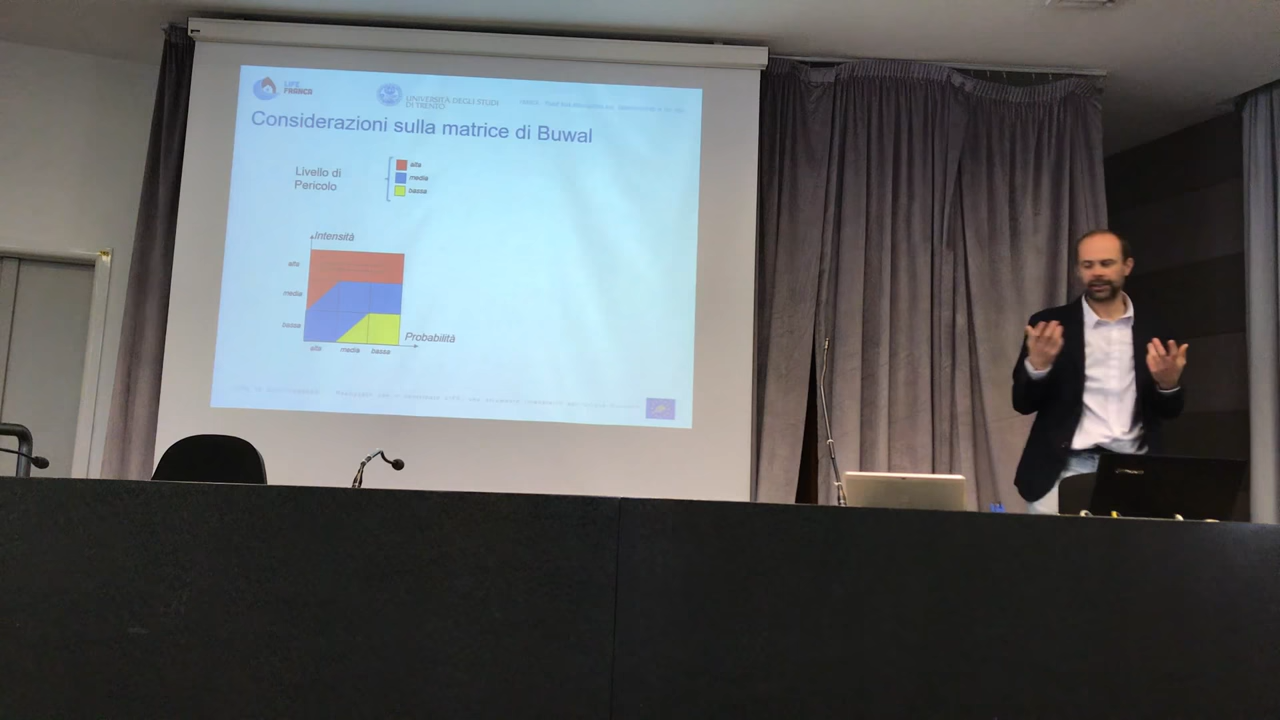 LIFE
FRANCA
UNIVERSITÀ DEGLI STUDI
DI TRENTO
Considerazioni sulla matrice di Buwal
Livello di
Pericolo
alta
media
bassa
Intensità
alta
media
bassa
Probabilità
alta
media
bassa